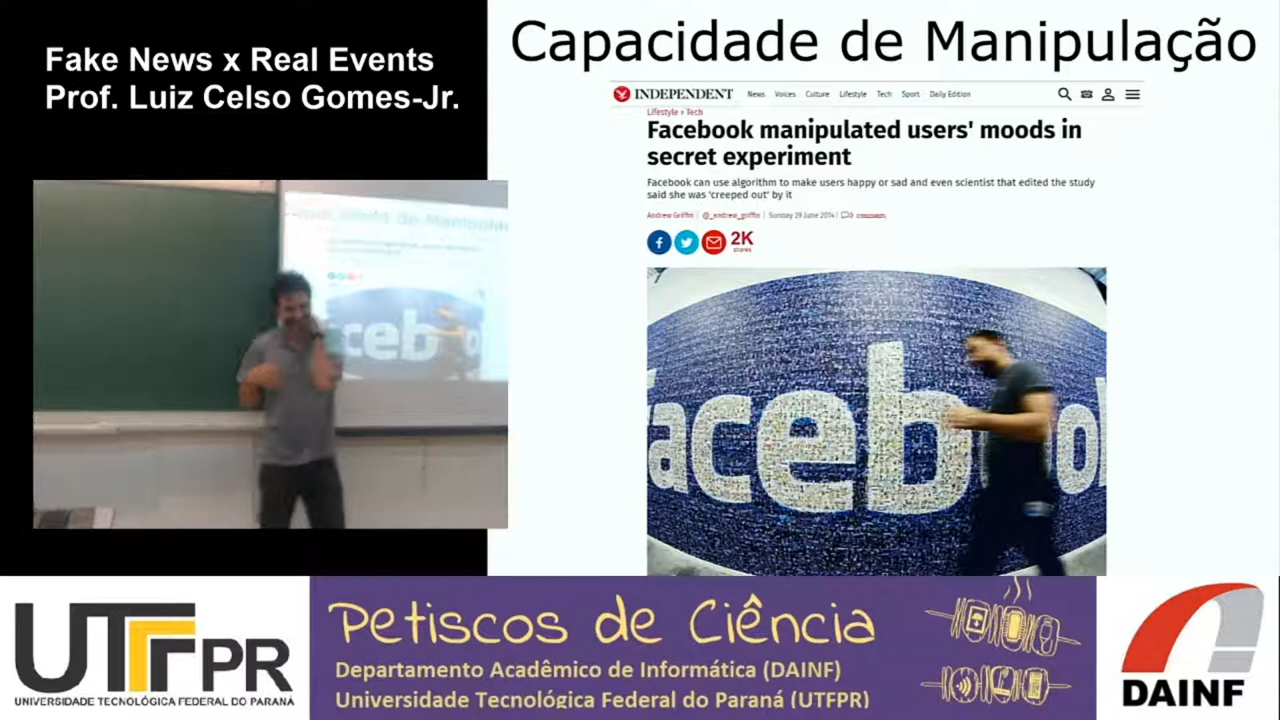 Fake News x Real Events
Prof. Luiz Celso Gomes-Jr.
Capacidade de Manipulação
INDEPENDENT
News Voices Culture Lifestyle Tech Sport Daily Edition
Lifestyle › Tech
Facebook manipulated users' moods in
secret experiment
Facebook can use algorithm to make users happy or sad and even scientist that edited the study
said she was 'creeped out' by it
Andrew Griffin | @_andrew_griffin | Sunday 29 June 2014 | 0 comments
2K
shares
facebo
UTFPR
UNIVERSIDADE TECNOLÓGICA FEDERAL DO PARANÁ
Petiscos de Ciência
Departamento Acadêmico de Informática (DAINF)
Universidade Tecnológica Federal do Paraná (UTFPR)
DAINF